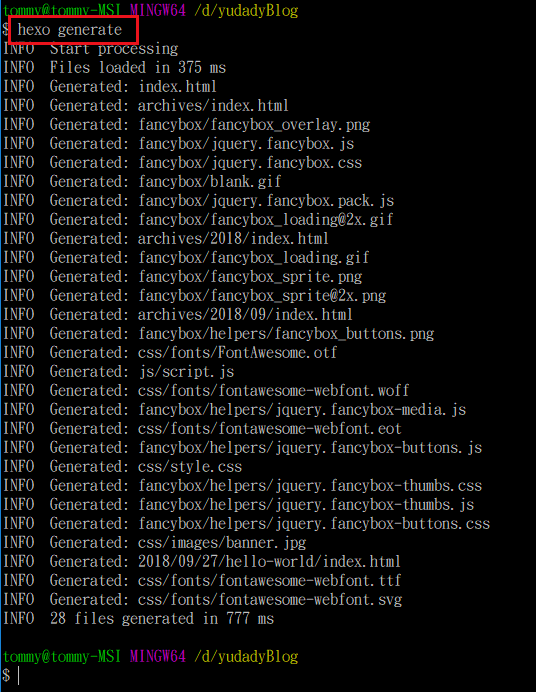 tommy@tommy-MSI MINGW64 /d/yudadyBlog
$ hexo generate
INFO  Start processing
INFO  Files loaded in 375 ms
INFO  Generated: index.html
INFO  Generated: archives/index.html
INFO  Generated: fancybox/fancybox_overlay.png
INFO  Generated: fancybox/jquery.fancybox.js
INFO  Generated: fancybox/jquery.fancybox.css
INFO  Generated: fancybox/blank.gif
INFO  Generated: fancybox/jquery.fancybox.pack.js
INFO  Generated: fancybox/fancybox_loading@2x.gif
INFO  Generated: archives/2018/index.html
INFO  Generated: fancybox/fancybox_loading.gif
INFO  Generated: fancybox/fancybox_sprite.png
INFO  Generated: fancybox/fancybox_sprite@2x.png
INFO  Generated: archives/2018/09/index.html
INFO  Generated: fancybox/helpers/fancybox_buttons.png
INFO  Generated: css/fonts/FontAwesome.otf
INFO  Generated: js/script.js
INFO  Generated: css/fonts/fontawesome-webfont.woff
INFO  Generated: fancybox/helpers/jquery.fancybox-media.js
INFO  Generated: css/fonts/fontawesome-webfont.eot
INFO  Generated: fancybox/helpers/jquery.fancybox-buttons.js
INFO  Generated: css/style.css
INFO  Generated: fancybox/helpers/jquery.fancybox-thumbs.css
INFO  Generated: fancybox/helpers/jquery.fancybox-thumbs.js
INFO  Generated: fancybox/helpers/jquery.fancybox-buttons.css
INFO  Generated: css/images/banner.jpg
INFO  Generated: 2018/09/27/hello-world/index.html
INFO  Generated: css/fonts/fontawesome-webfont.ttf
INFO  Generated: css/fonts/fontawesome-webfont.svg
INFO  28 files generated in 777 ms
tommy@tommy-MSI MINGW64 /d/yudadyBlog
$